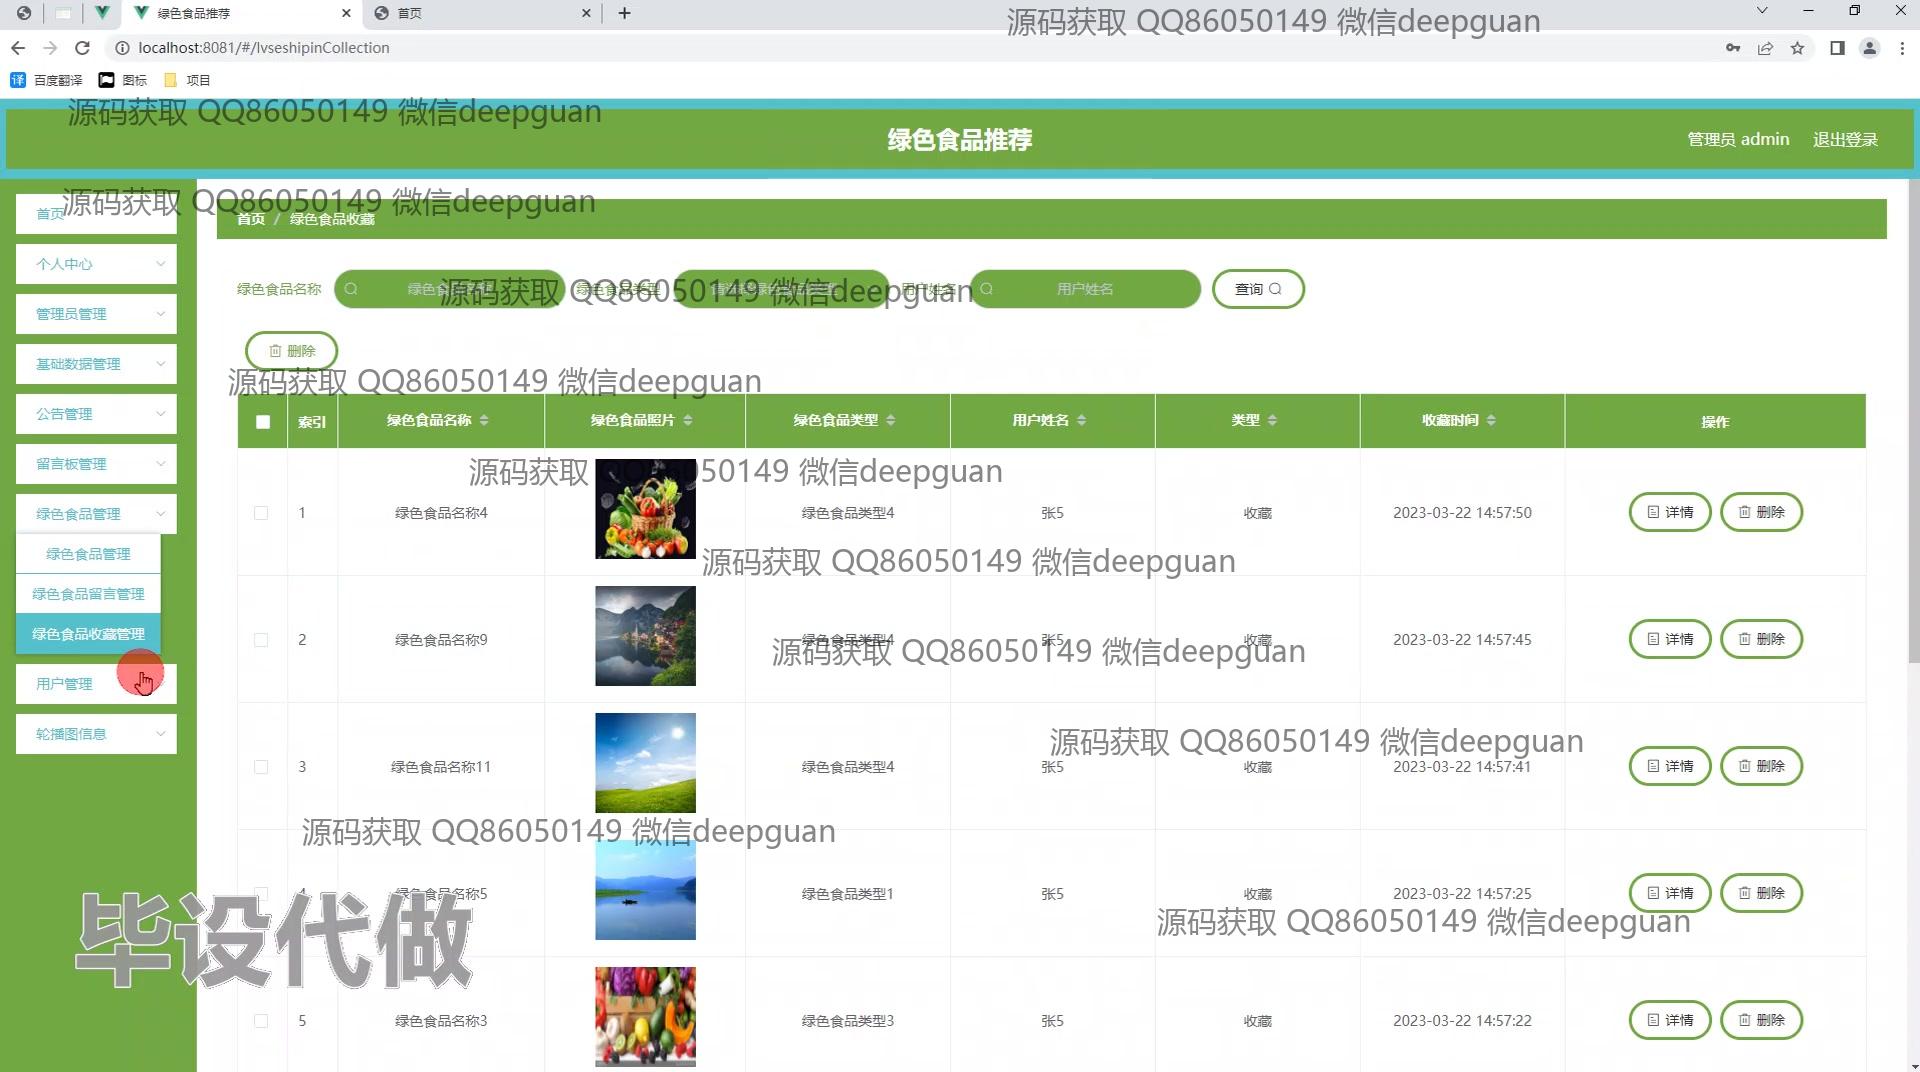 绿色食品推荐
首页
源码获取 QQ86050149 微信deepguan
localhost:8081/#/lvseshipinCollection
百度翻译
图标
项目
源码获取 QQ86050149 微信deepguan
绿色食品推荐
管理员 admin
退出登录
源码获取 QQ86050149 微信deepguan
首页
首页 / 绿色食品收藏
个人中心
管理员管理
基础数据管理
公告管理
留言板管理
绿色食品管理
绿色食品管理
绿色食品留言管理
绿色食品收藏管理
用户管理
轮播图信息
绿色食品名称
绿色食品类型
用户姓名
用户姓名
查询
源码获取 QQ86050149 微信deepguan
删除
源码获取 QQ86050149 微信deepguan
索引 绿色食品名称 绿色食品照片 绿色食品类型 用户姓名 类型 收藏时间 操作
源码获取 QQ86050149 微信deepguan
1 绿色食品名称4 绿色食品类型4 张5 收藏 2023-03-22 14:57:50 详情 删除
源码获取 QQ86050149 微信deepguan
2 绿色食品名称9 绿色食品类型4 张5 收藏 2023-03-22 14:57:45 详情 删除
源码获取 QQ86050149 微信deepguan
源码获取 QQ86050149 微信deepguan
3 绿色食品名称11 绿色食品类型4 张5 收藏 2023-03-22 14:57:41 详情 删除
源码获取 QQ86050149 微信deepguan
4 绿色食品名称5 绿色食品类型1 张5 收藏 2023-03-22 14:57:25 详情 删除
源码获取 QQ86050149 微信deepguan
毕设代做
5 绿色食品名称3 绿色食品类型3 张5 收藏 2023-03-22 14:57:22 详情 删除